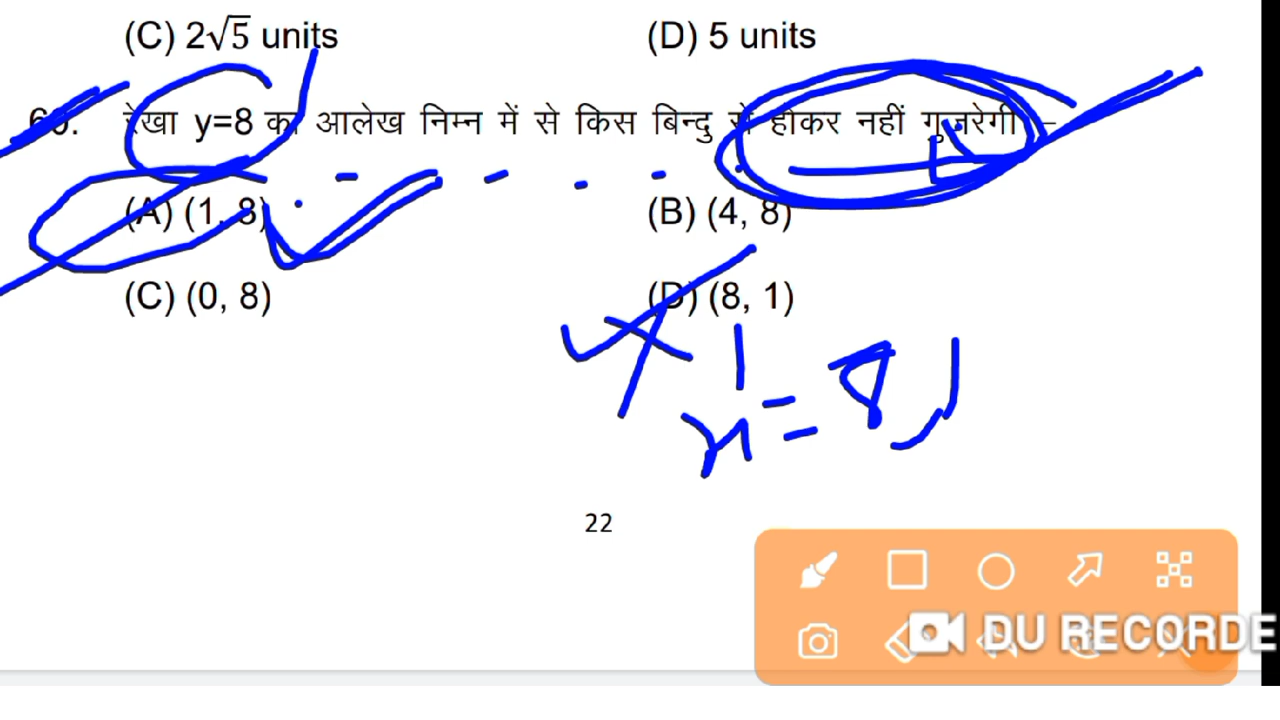 (C) 2√5 units (D) 5 units
60. रेखा y=8 का आलेख निम्न में से किस बिन्दु से होकर नहीं गुजरेगी –
(A) (1, 8) (B) (4, 8)
(C) (0, 8) (D) (8, 1)
x = 8,
22
DU RECORDE